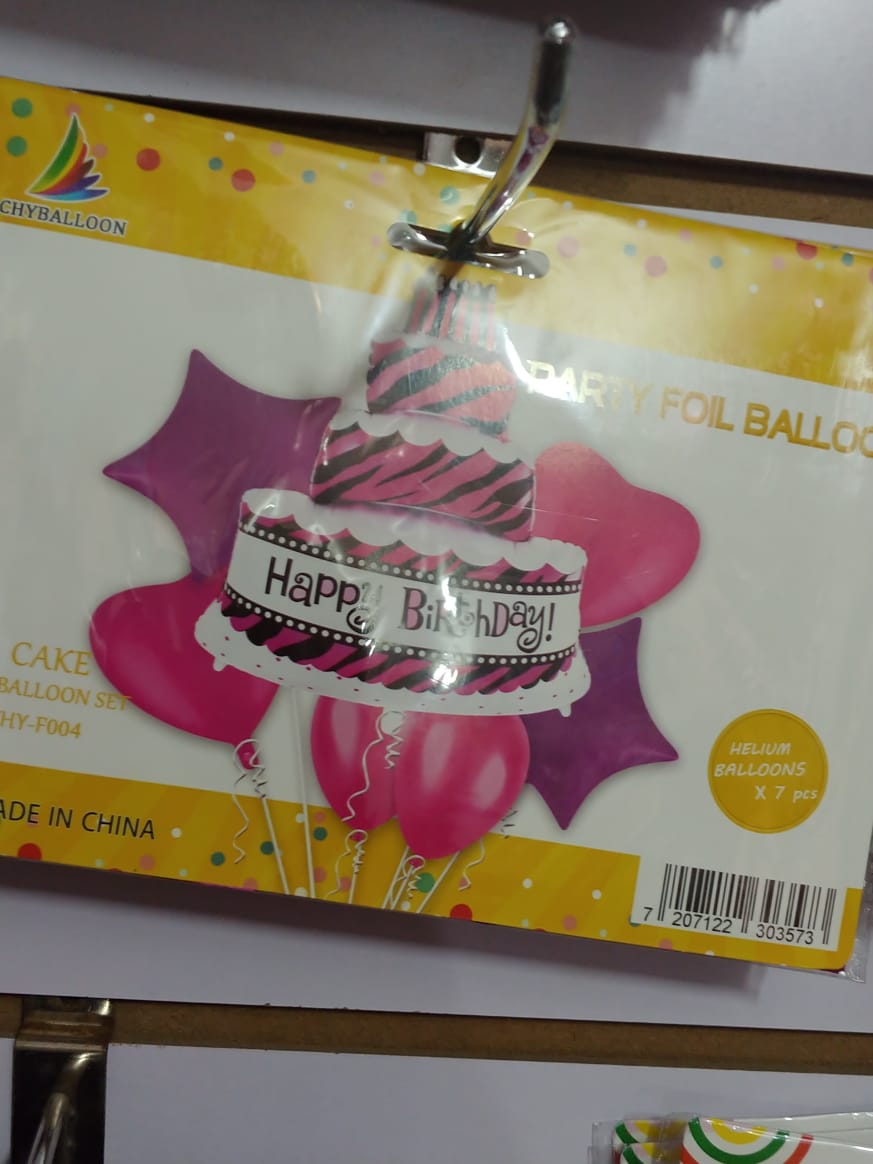 CHYBALLOON
PARTY FOIL BALLOO
Happy BirthDay!
CAKE
BALLOON SET
HY-F004
HELIUM
BALLOONS
X 7 pcs
ADE IN CHINA
7 207122 303573